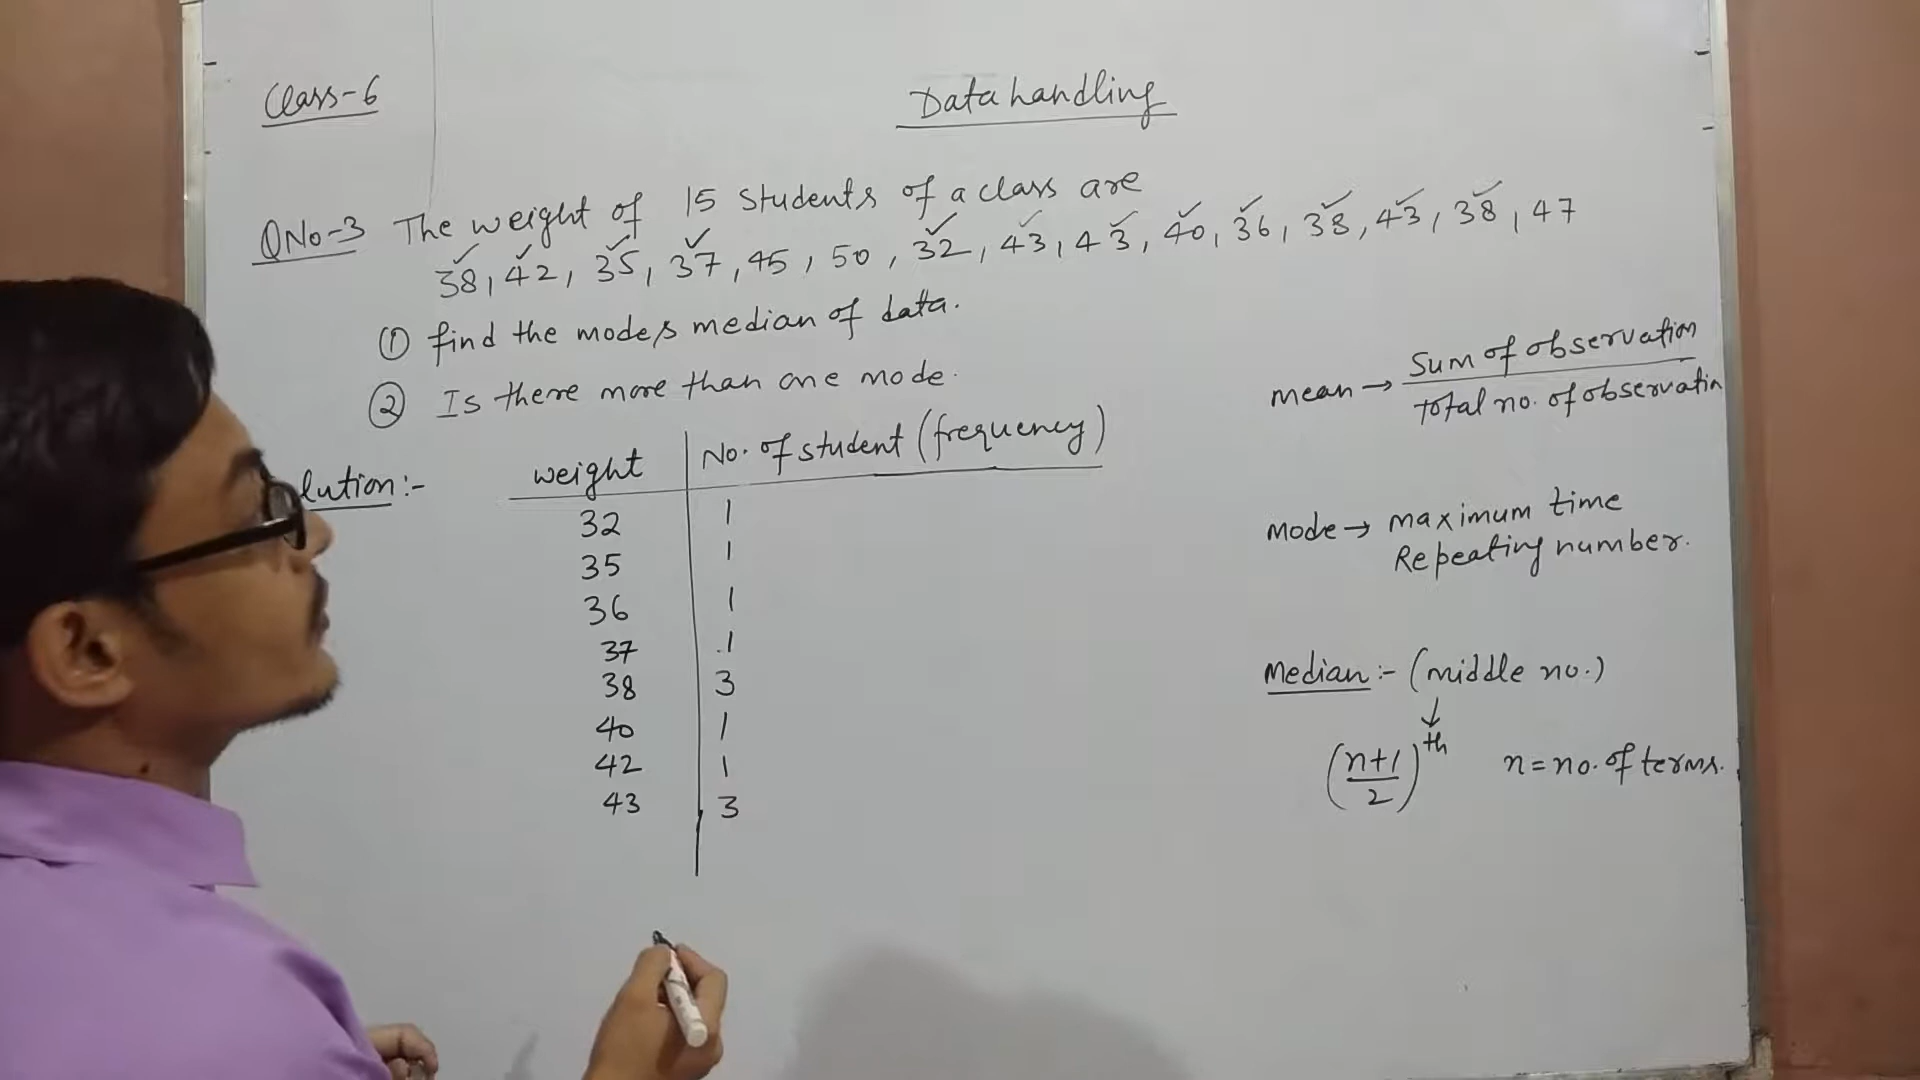 Class-6
Data handling
QNo-3 The weight of 15 students of a class are
38, 42, 35, 37, 45, 50, 32, 43, 43, 40, 36, 38, 43, 38, 47
① find the mode & median of data.
② Is there more than one mode.
lution:-
weight No. of student (frequency)
32 1
35 1
36 1
37 1
38 3
40 1
42 1
43 3
mean → Sum of observation
total no. of observatin
mode → maximum time
Repeating number.
Median :- (middle no.)
↓
(n+1/2)th n = no. of terms.